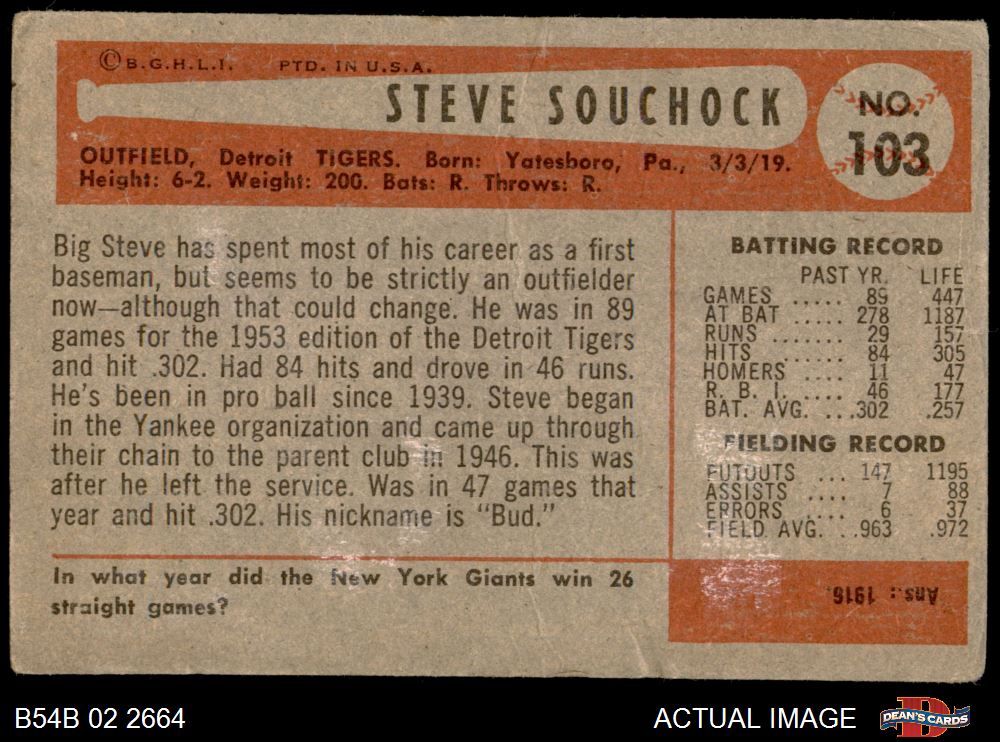 ©B.G.H.L.I. PTD. IN U.S.A.
STEVE SOUCHOCK
NO.
103
OUTFIELD, Detroit TIGERS. Born: Yatesboro, Pa., 3/3/19.
Height: 6-2. Weight: 200. Bats: R. Throws: R.
Big Steve has spent most of his career as a first
baseman, but seems to be strictly an outfielder
now—although that could change. He was in 89
games for the 1953 edition of the Detroit Tigers
and hit .302. Had 84 hits and drove in 46 runs.
He's been in pro ball since 1939. Steve began
in the Yankee organization and came up through
their chain to the parent club in 1946. This was
after he left the service. Was in 47 games that
year and hit .302. His nickname is "Bud."
In what year did the New York Giants win 26
straight games?
BATTING RECORD
PAST YR. LIFE
GAMES ..... 89 447
AT BAT ..... 278 1187
RUNS ....... 29 157
HITS ...... 84 305
HOMERS .... 11 47
R. B. I. .... 46 177
BAT. AVG. ....302 .257
FIELDING RECORD
PUTOUTS ... 147 1195
ASSISTS .... 7 88
ERRORS .... 6 37
FIELD. AVG. ..963 .972
Ans.: 1916.
B54B 02 2664
ACTUAL IMAGE
D
DEAN'S CARDS